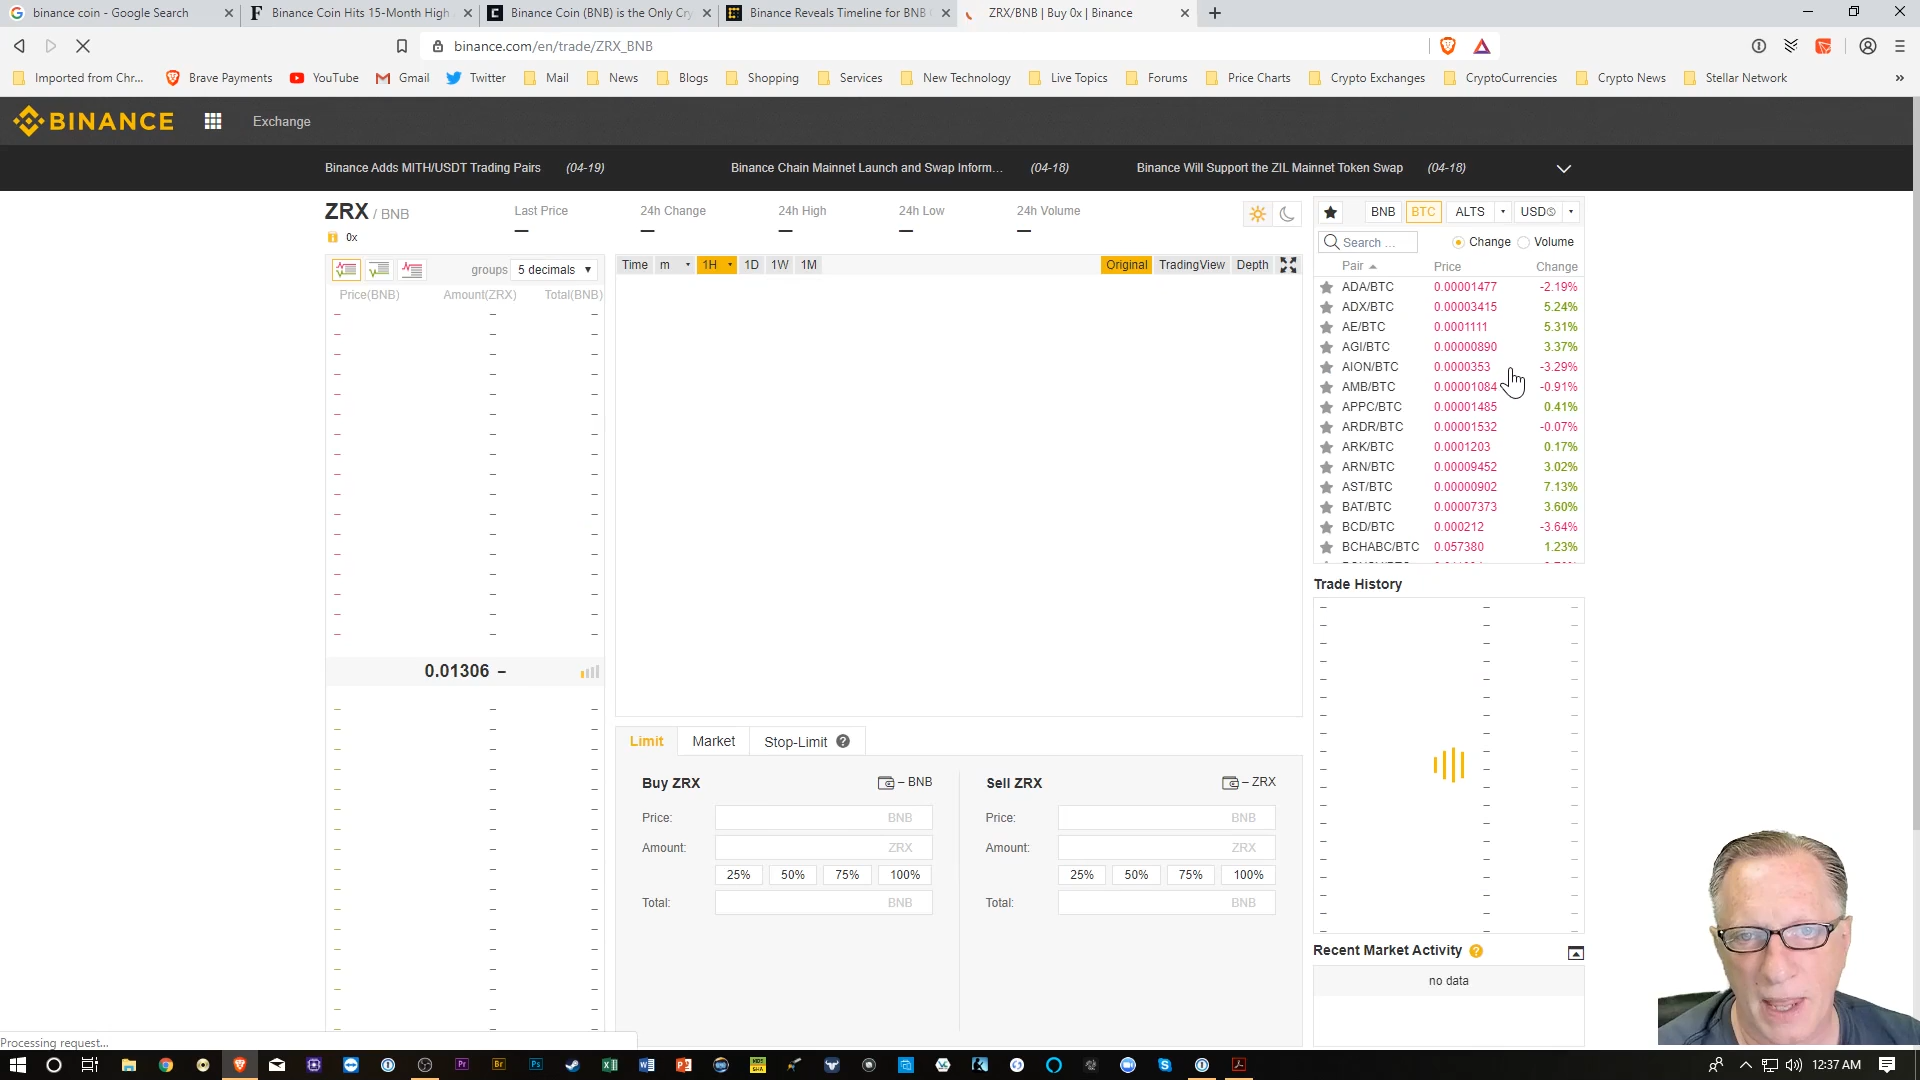 binance coin - Google Search
Binance Coin Hits 15-Month High
Binance Coin (BNB) is the Only Cry
Binance Reveals Timeline for BNB C
ZRX/BNB | Buy 0x | Binance
binance.com/en/trade/ZRX_BNB
Imported from Chr... Brave Payments YouTube Gmail Twitter Mail News Blogs Shopping Services New Technology Live Topics Forums Price Charts Crypto Exchanges CryptoCurrencies Crypto News Stellar Network »
BINANCE Exchange
Binance Adds MITH/USDT Trading Pairs (04-19) Binance Chain Mainnet Launch and Swap Inform... (04-18) Binance Will Support the ZIL Mainnet Token Swap (04-18)
ZRX / BNB
0x
Last Price 24h Change 24h High 24h Low 24h Volume
— — — — —
groups 5 decimals
Price(BNB) Amount(ZRX) Total(BNB)
0.01306 –
Time m 1H 1D 1W 1M Original TradingView Depth
Limit Market Stop-Limit ?
Buy ZRX – BNB
Price: BNB
Amount: ZRX
25% 50% 75% 100%
Total: BNB
Sell ZRX – ZRX
Price: BNB
Amount: ZRX
25% 50% 75% 100%
Total: BNB
BNB BTC ALTS USDⓈ
Search ... Change Volume
Pair Price Change
ADA/BTC 0.00001477 -2.19%
ADX/BTC 0.00003415 5.24%
AE/BTC 0.0001111 5.31%
AGI/BTC 0.00000890 3.37%
AION/BTC 0.0000353 -3.29%
AMB/BTC 0.00001084 -0.91%
APPC/BTC 0.00001485 0.41%
ARDR/BTC 0.00001532 -0.07%
ARK/BTC 0.0001203 0.17%
ARN/BTC 0.00009452 3.02%
AST/BTC 0.00000902 7.13%
BAT/BTC 0.00007373 3.60%
BCD/BTC 0.000212 -3.64%
BCHABC/BTC 0.057380 1.23%
Trade History
Recent Market Activity ?
no data
Processing request...
12:37 AM